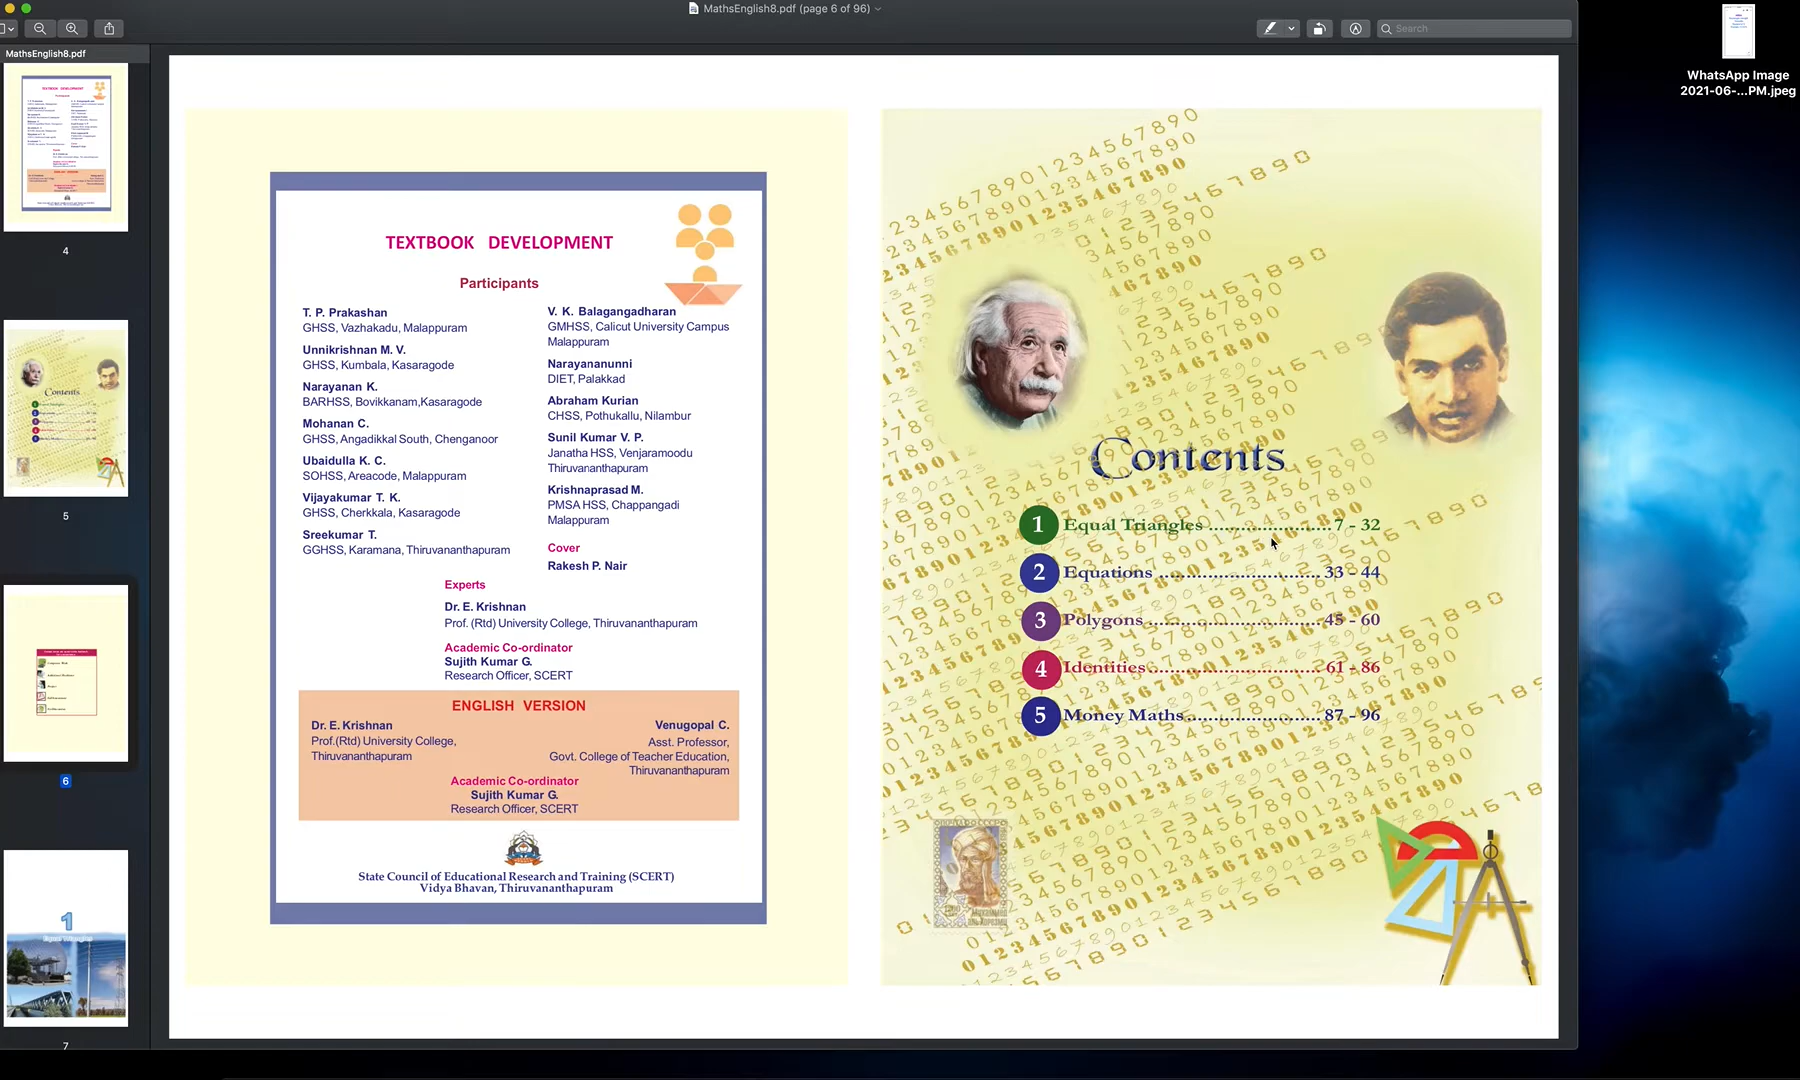 MathsEnglish8.pdf (page 6 of 96)
Search
MathsEnglish8.pdf
4
5
6
7
WhatsApp Image
2021-06-...PM.jpeg
TEXTBOOK DEVELOPMENT
Participants
T. P. Prakashan
GHSS, Vazhakadu, Malappuram
Unnikrishnan M. V.
GHSS, Kumbala, Kasaragode
Narayanan K.
BARHSS, Bovikkanam,Kasaragode
Mohanan C.
GHSS, Angadikkal South, Chenganoor
Ubaidulla K. C.
SOHSS, Areacode, Malappuram
Vijayakumar T. K.
GHSS, Cherkkala, Kasaragode
Sreekumar T.
GGHSS, Karamana, Thiruvananthapuram
V. K. Balagangadharan
GMHSS, Calicut University Campus
Malappuram
Narayanunni
DIET, Palakkad
Abraham Kurian
CHSS, Pothukallu, Nilambur
Sunil Kumar V. P.
Janatha HSS, Venjaramoodu
Thiruvananthapuram
Krishnaprasad M.
PMSA HSS, Chappangadi
Malappuram
Cover
Rakesh P. Nair
Experts
Dr. E. Krishnan
Prof. (Rtd) University College, Thiruvananthapuram
Academic Co-ordinator
Sujith Kumar G.
Research Officer, SCERT
ENGLISH VERSION
Dr. E. Krishnan
Prof.(Rtd) University College,
Thiruvananthapuram
Venugopal C.
Asst. Professor,
Govt. College of Teacher Education,
Thiruvananthapuram
Academic Co-ordinator
Sujith Kumar G.
Research Officer, SCERT
State Council of Educational Research and Training (SCERT)
Vidya Bhavan, Thiruvananthapuram
Contents
1 Equal Triangles ........................ 7 - 32
2 Equations ................................ 33 - 44
3 Polygons .................................. 45 - 60
4 Identities ................................. 61 - 86
5 Money Maths ........................... 87 - 96